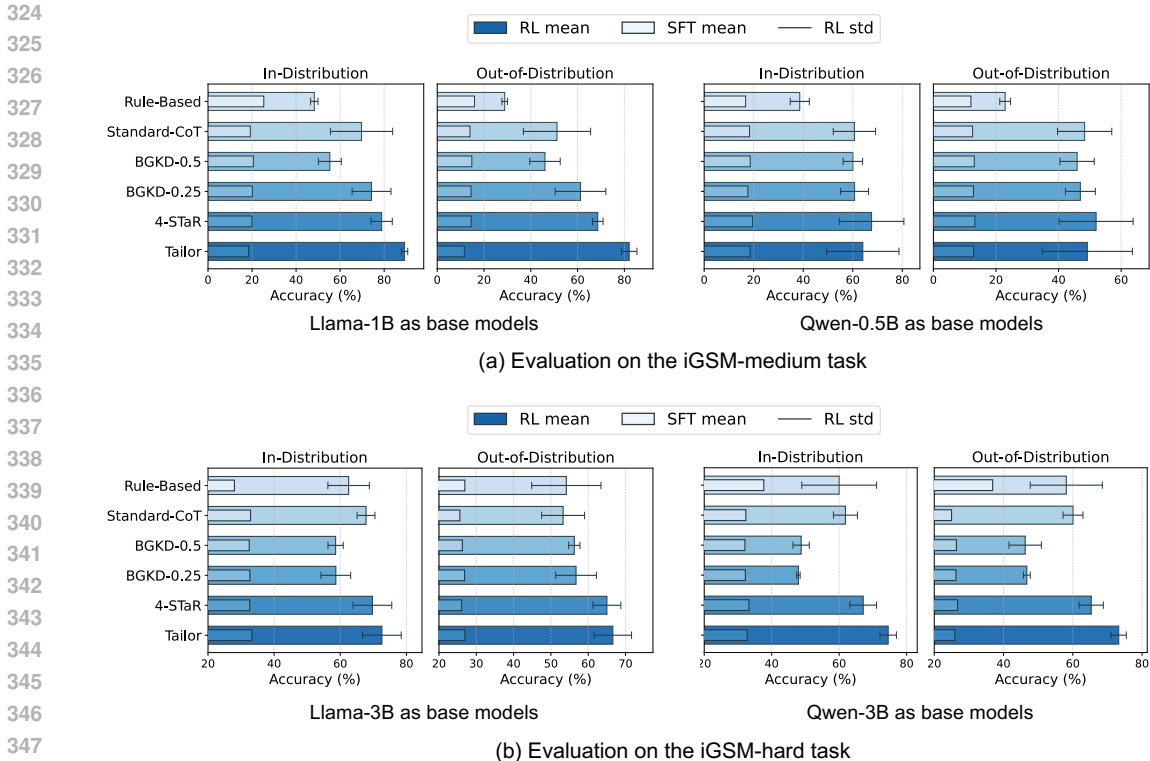 324
325
326
327
328
329
330
331
332
333
334
335
336
337
338
339
340
341
342
343
344
345
346
347
RL mean SFT mean RL std
In-Distribution Out-of-Distribution In-Distribution Out-of-Distribution
Rule-Based
Standard-CoT
BGKD-0.5
BGKD-0.25
4-STaR
Tailor
0 20 40 60 80 0 20 40 60 80 0 20 40 60 80 0 20 40 60
Accuracy (%) Accuracy (%) Accuracy (%) Accuracy (%)
Llama-1B as base models Qwen-0.5B as base models
(a) Evaluation on the iGSM-medium task
RL mean SFT mean RL std
In-Distribution Out-of-Distribution In-Distribution Out-of-Distribution
Rule-Based
Standard-CoT
BGKD-0.5
BGKD-0.25
4-STaR
Tailor
20 40 60 80 20 30 40 50 60 70 20 40 60 80 20 40 60 80
Accuracy (%) Accuracy (%) Accuracy (%) Accuracy (%)
Llama-3B as base models Qwen-3B as base models
(b) Evaluation on the iGSM-hard task